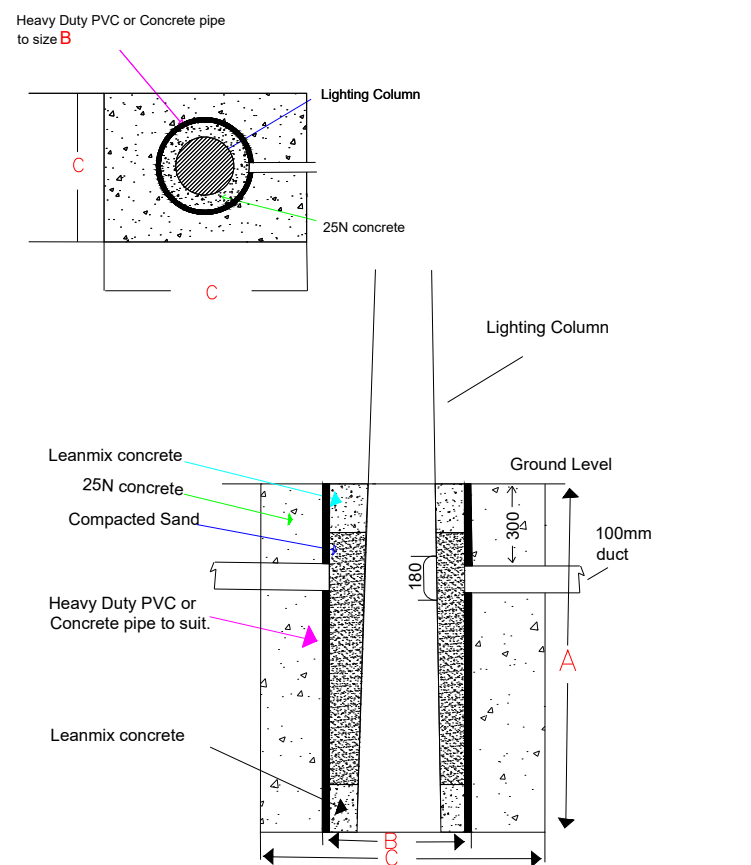 Heavy Duty PVC or Concrete pipe
to size B
Lighting Column
C
25N concrete
C
Lighting Column
Leanmix concrete
Ground Level
25N concrete
Compacted Sand
300
100mm
duct
180
Heavy Duty PVC or
Concrete pipe to suit.
A
Leanmix concrete
B
C